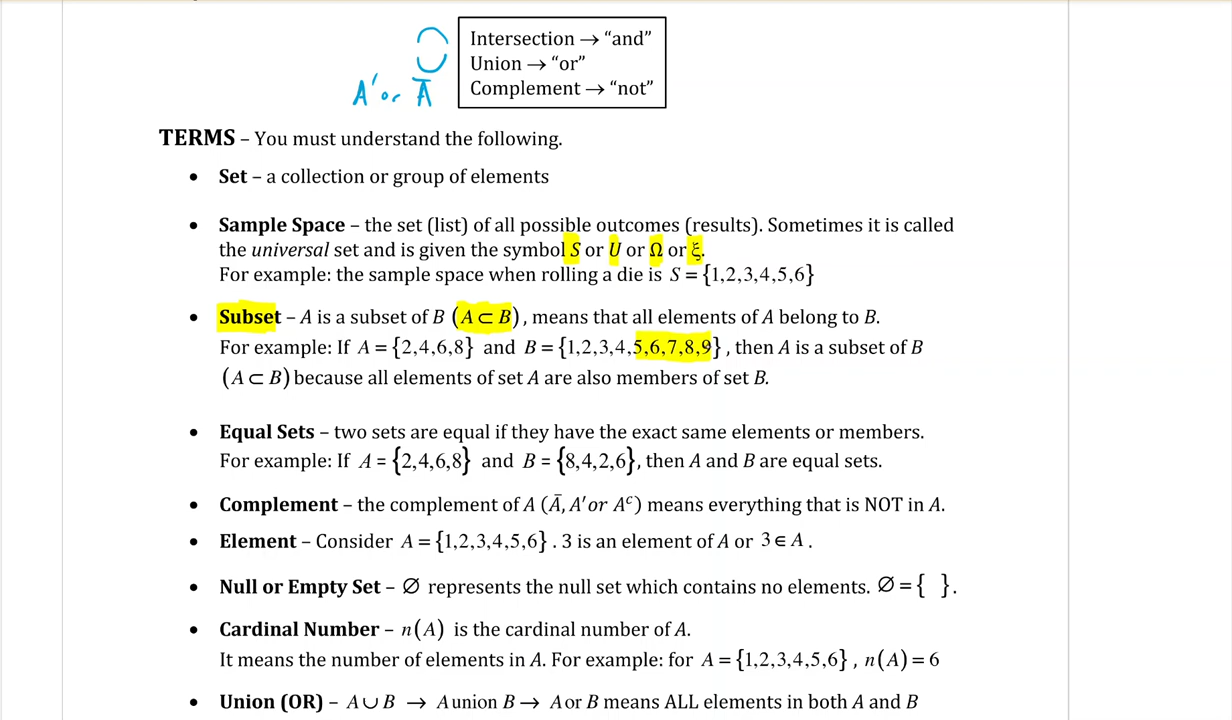 Intersection → “and”
Union → “or”
A' or Ā Complement → “not”
TERMS – You must understand the following.
• Set – a collection or group of elements
• Sample Space – the set (list) of all possible outcomes (results). Sometimes it is called
the universal set and is given the symbol S or U or Ω or ξ.
For example: the sample space when rolling a die is S = {1,2,3,4,5,6}
• Subset – A is a subset of B (A ⊂ B), means that all elements of A belong to B.
For example: If A = {2,4,6,8} and B = {1,2,3,4,5,6,7,8,9}, then A is a subset of B
(A ⊂ B) because all elements of set A are also members of set B.
• Equal Sets – two sets are equal if they have the exact same elements or members.
For example: If A = {2,4,6,8} and B = {8,4,2,6}, then A and B are equal sets.
• Complement – the complement of A (Ā, A' or Aᶜ) means everything that is NOT in A.
• Element – Consider A = {1,2,3,4,5,6}. 3 is an element of A or 3 ∈ A.
• Null or Empty Set – ∅ represents the null set which contains no elements. ∅ = { }.
• Cardinal Number – n(A) is the cardinal number of A.
It means the number of elements in A. For example: for A = {1,2,3,4,5,6}, n(A) = 6
• Union (OR) – A ∪ B → A union B → A or B means ALL elements in both A and B